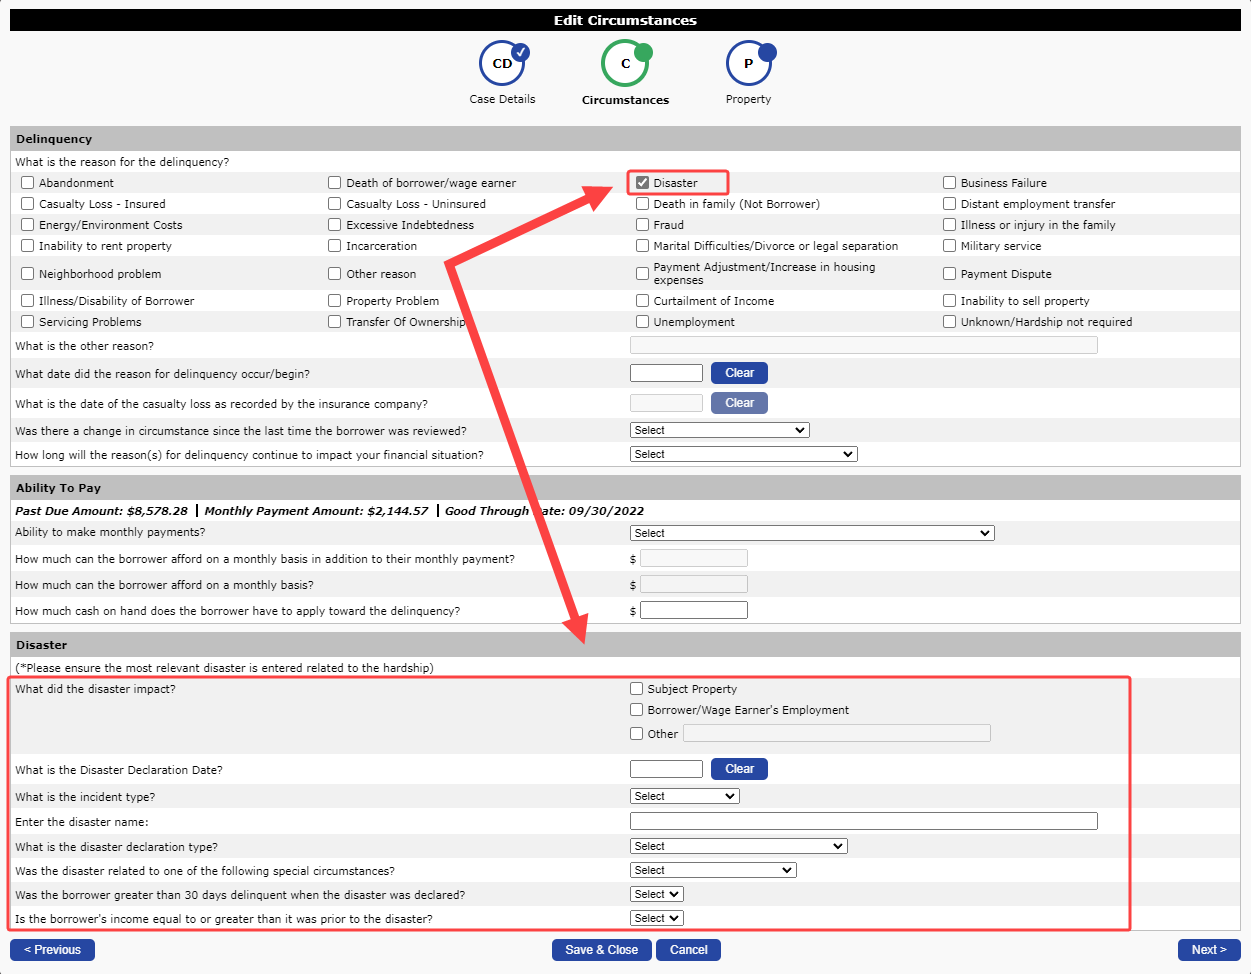 Edit Circumstances
CD C P
Case Details Circumstances Property
Delinquency
What is the reason for the delinquency?
Abandonment Death of borrower/wage earner Disaster Business Failure
Casualty Loss - Insured Casualty Loss - Uninsured Death in family (Not Borrower) Distant employment transfer
Energy/Environment Costs Excessive Indebtedness Fraud Illness or injury in the family
Inability to rent property Incarceration Marital Difficulties/Divorce or legal separation Military service
Neighborhood problem Other reason Payment Adjustment/Increase in housing expenses Payment Dispute
Illness/Disability of Borrower Property Problem Curtailment of Income Inability to sell property
Servicing Problems Transfer Of Ownership Unemployment Unknown/Hardship not required
What is the other reason?
What date did the reason for delinquency occur/begin? Clear
What is the date of the casualty loss as recorded by the insurance company? Clear
Was there a change in circumstance since the last time the borrower was reviewed? Select
How long will the reason(s) for delinquency continue to impact your financial situation? Select
Ability To Pay
Past Due Amount: $8,578.28 | Monthly Payment Amount: $2,144.57 | Good Through Date: 09/30/2022
Ability to make monthly payments? Select
How much can the borrower afford on a monthly basis in addition to their monthly payment? $
How much can the borrower afford on a monthly basis? $
How much cash on hand does the borrower have to apply toward the delinquency? $
Disaster
(*Please ensure the most relevant disaster is entered related to the hardship)
What did the disaster impact? Subject Property
Borrower/Wage Earner's Employment
Other
What is the Disaster Declaration Date? Clear
What is the incident type? Select
Enter the disaster name:
What is the disaster declaration type? Select
Was the disaster related to one of the following special circumstances? Select
Was the borrower greater than 30 days delinquent when the disaster was declared? Select
Is the borrower's income equal to or greater than it was prior to the disaster? Select
< Previous Save & Close Cancel Next >